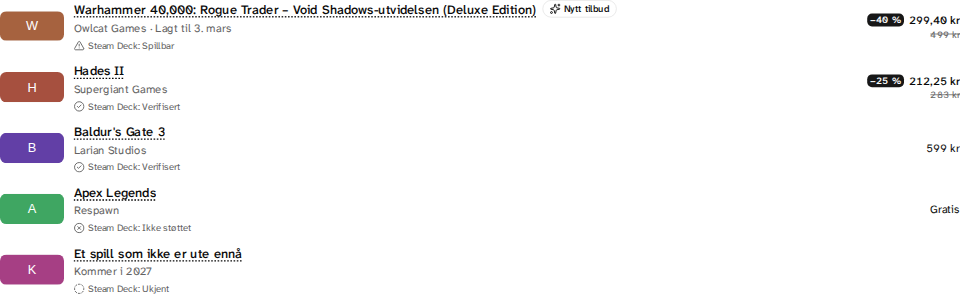 W
Warhammer 40,000: Rogue Trader – Void Shadows-utvidelsen (Deluxe Edition) Nytt tilbud
Owlcat Games · Lagt til 3. mars
Steam Deck: Spillbar
−40 % 299,40 kr
499 kr
H
Hades II
Supergiant Games
Steam Deck: Verifisert
−25 % 212,25 kr
283 kr
B
Baldur's Gate 3
Larian Studios
Steam Deck: Verifisert
599 kr
A
Apex Legends
Respawn
Steam Deck: Ikke støttet
Gratis
K
Et spill som ikke er ute ennå
Kommer i 2027
Steam Deck: Ukjent